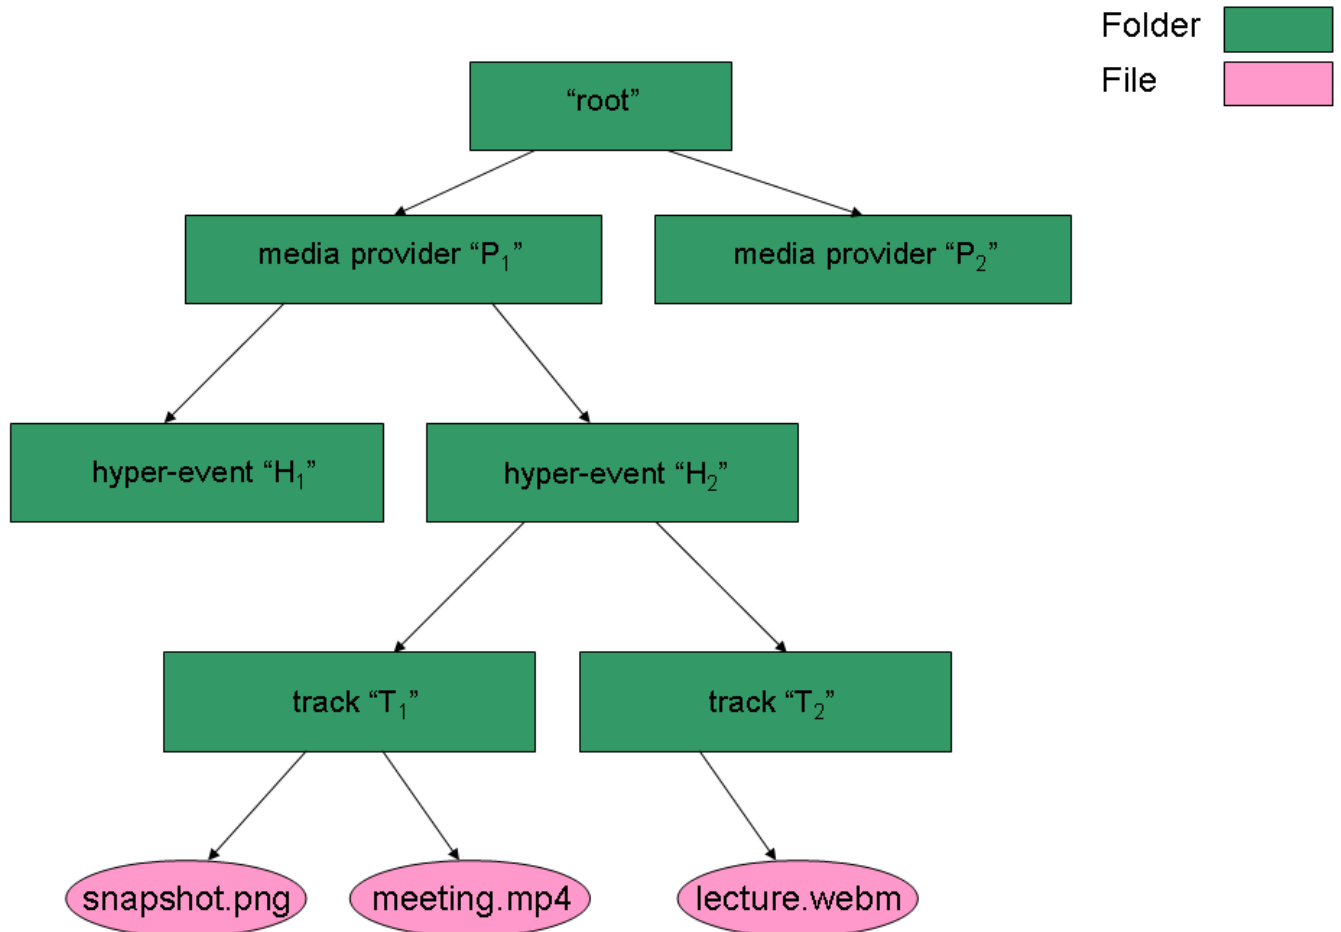 Folder
File
“root”
media provider “P₁”
media provider “P₂”
hyper-event “H₁”
hyper-event “H₂”
track “T₁”
track “T₂”
snapshot.png
meeting.mp4
lecture.webm